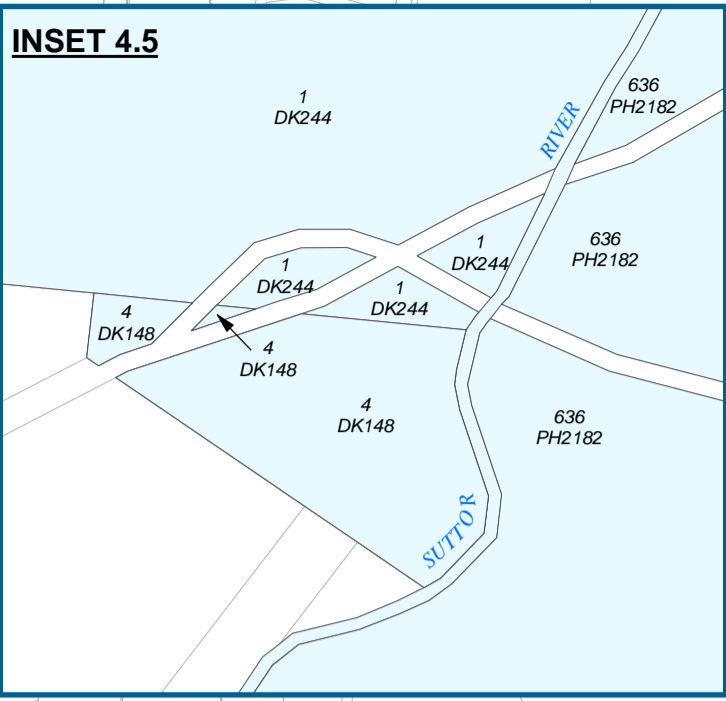 INSET 4.5
1
DK244
636
PH2182
RIVER
1
DK244
636
PH2182
1
DK244
1
DK244
4
DK148
4
DK148
4
DK148
636
PH2182
SUTTOR